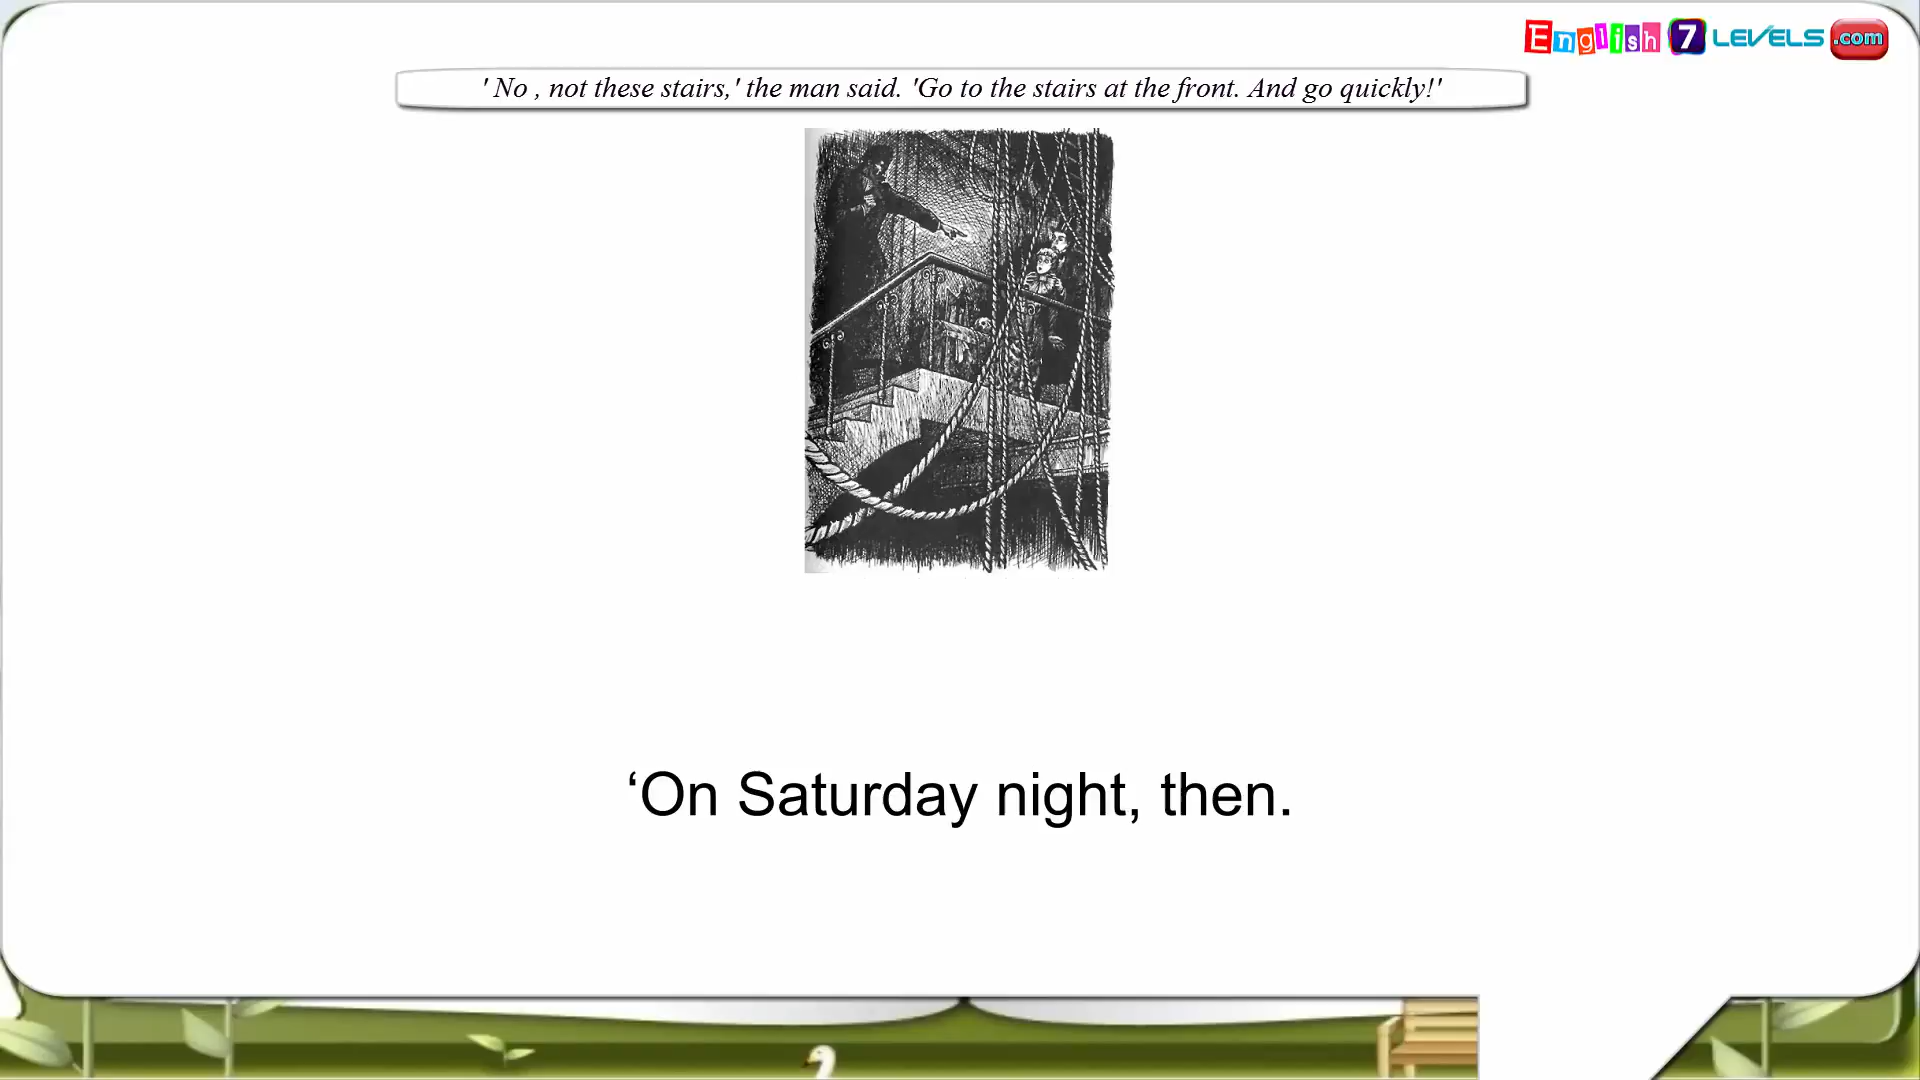 English 7 LEVELS .com
' No , not these stairs,' the man said. 'Go to the stairs at the front. And go quickly!'
‘On Saturday night, then.